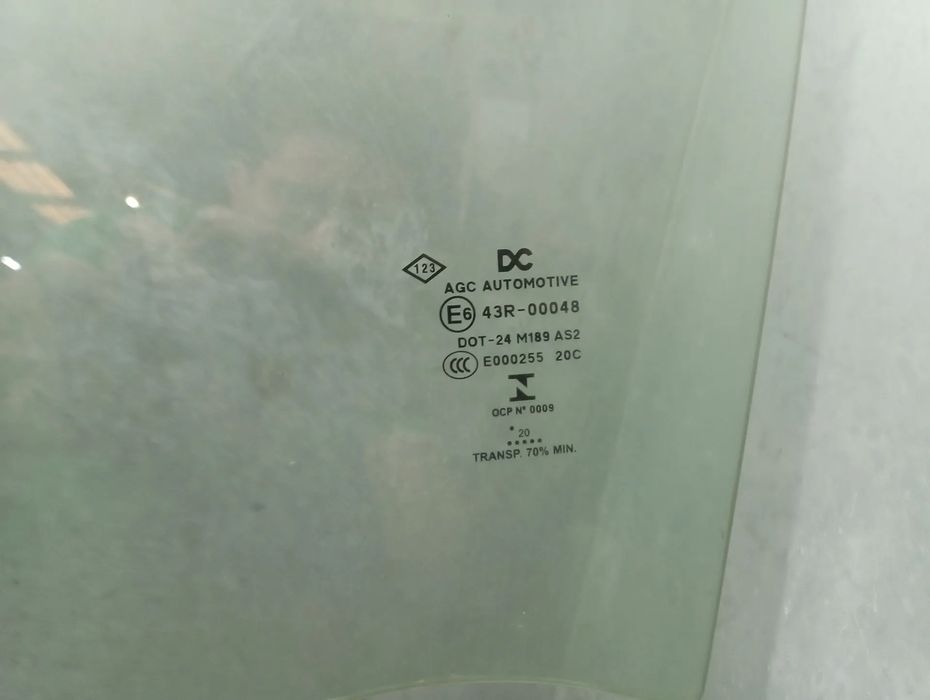 DC
123
AGC AUTOMOTIVE
E6 43R-00048
DOT-24 M189 AS2
CCC E000255 20C
OCP N° 0009
20
TRANSP. 70% MIN.